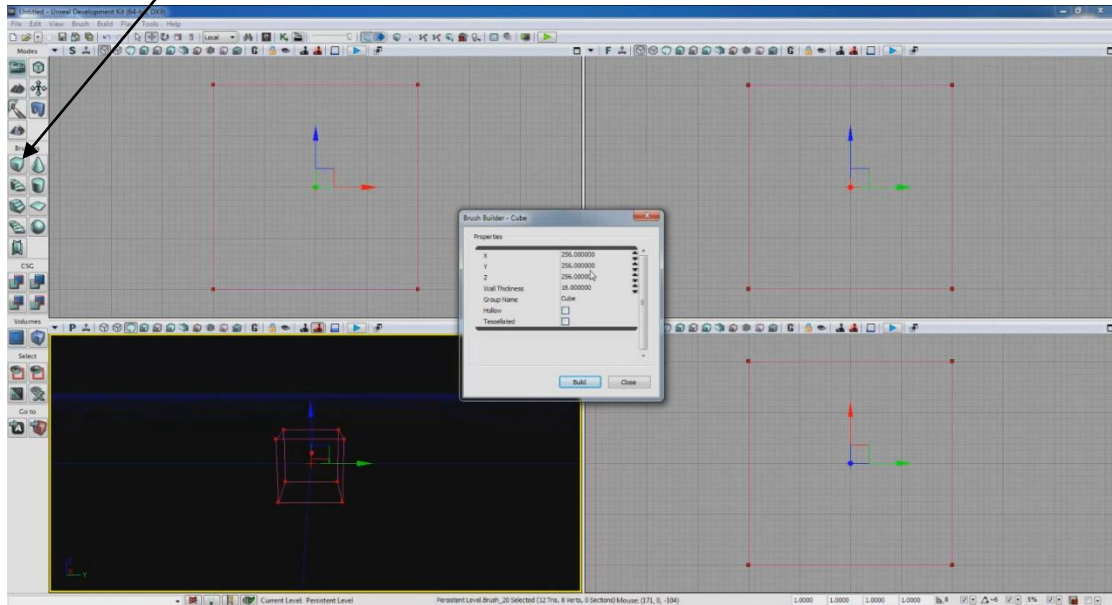 Untitled - Unreal Development Kit (64-bit, DX9)
File Edit View Brush Build Play Tools Help
Local
Modes
S
G
F
G
Brushes
CSG
Volumes
P
G
G
Select
Go to
Brush Builder - Cube
Properties
X 256.000000
Y 256.000000
Z 256.0000
Wall Thickness 16.000000
Group Name Cube
Hollow
Tessellated
Build Close
Z
X Y
Current Level: Persistent Level
Persistent Level.Brush_20 Selected (12 Tris, 8 Verts, 0 Sections) Mouse: (171, 0, -104)
1.0000 1.0000 1.0000 1.0000 8
5%